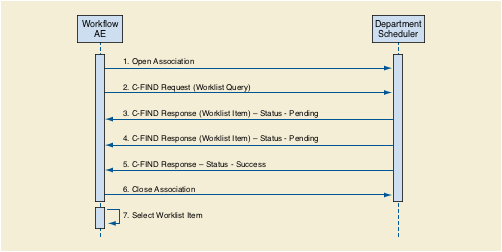 Workflow
AE
Department
Scheduler
1. Open Association
2. C-FIND Request (Worklist Query)
3. C-FIND Response (Worklist Item) – Status - Pending
4. C-FIND Response (Worklist Item) – Status - Pending
5. C-FIND Response – Status - Success
6. Close Association
7. Select Worklist Item